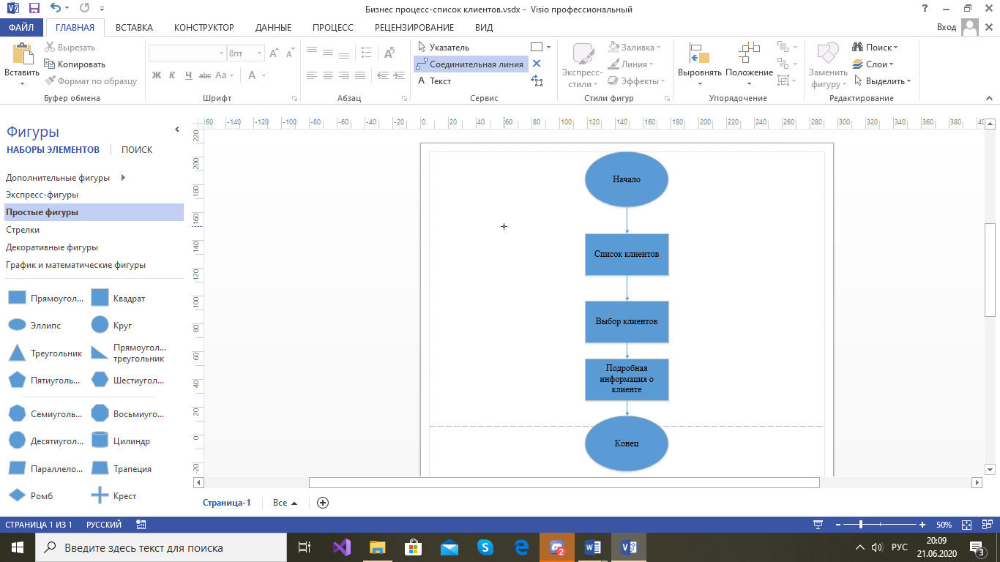 Бизнес процесс-список клиентов.vsdx - Visio профессиональный
ФАЙЛ ГЛАВНАЯ ВСТАВКА КОНСТРУКТОР ДАННЫЕ ПРОЦЕСС РЕЦЕНЗИРОВАНИЕ ВИД Вход
Вставить
Вырезать
Копировать
Формат по образцу
Буфер обмена
8пт
Ж К Ч abc Aa A
Шрифт
Абзац
Указатель
Соединительная линия
A Текст
Сервис
Экспресс-
стили
Заливка
Линия
Эффекты
Стили фигур
Выровнять
Положение
Упорядочение
Заменить
фигуру
Поиск
Слои
Выделить
Редактирование
Фигуры
НАБОРЫ ЭЛЕМЕНТОВ ПОИСК
Дополнительные фигуры
Экспресс-фигуры
Простые фигуры
Стрелки
Декоративные фигуры
График и математические фигуры
Прямоугол... Квадрат
Эллипс Круг
Треугольник Прямоугол...
треугольник
Пятиуголь... Шестиугол...
Семиуголь... Восьмиуго...
Десятиугол... Цилиндр
Параллело... Трапеция
Ромб Крест
-140 -120 -100 -80 -60 -40 -20 0 20 40 60 80 100 120 140 160 180 200 220 240 260 280 300 320 340 360 380
220
200
180
160
140
120
100
80
60
40
20
0
-20
Начало
Список клиентов
Выбор клиентов
Подробная
информация о
клиенте
Конец
Страница-1 Все
СТРАНИЦА 1 ИЗ 1 РУССКИЙ 50%
Введите здесь текст для поиска
2
РУС
20:09
21.06.2020
3